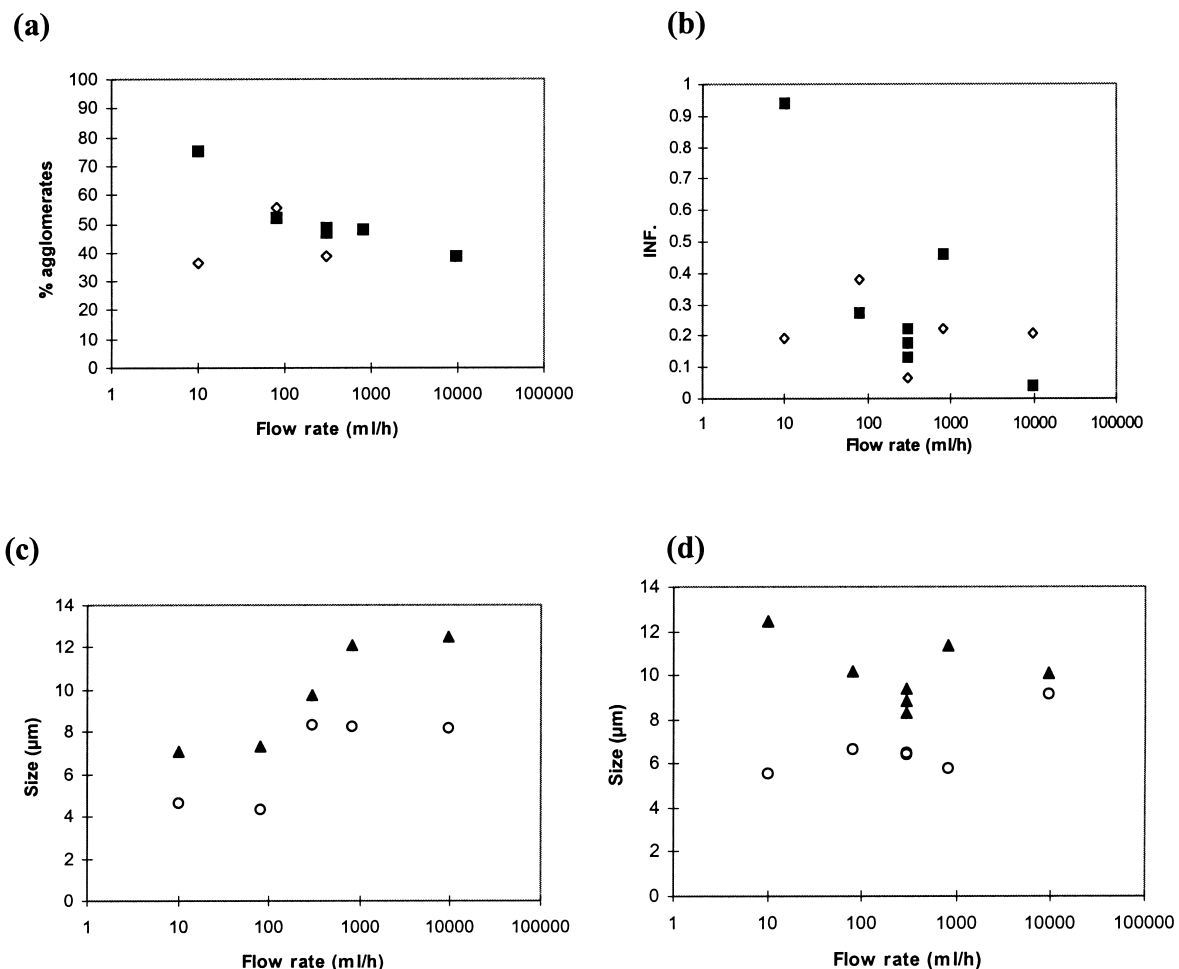 (a)
100
90
80
70
60
50
40
30
20
10
0
% agglomerates
1 10 100 1000 10000 100000
Flow rate (ml/h)
(b)
1
0.9
0.8
0.7
0.6
0.5
0.4
0.3
0.2
0.1
0
INF.
1 10 100 1000 10000 100000
Flow rate (ml/h)
(c)
14
12
10
8
6
4
2
0
Size (µm)
1 10 100 1000 10000 100000
Flow rate (ml/h)
(d)
14
12
10
8
6
4
2
0
Size (µm)
1 10 100 1000 10000 100000
Flow rate (ml/h)